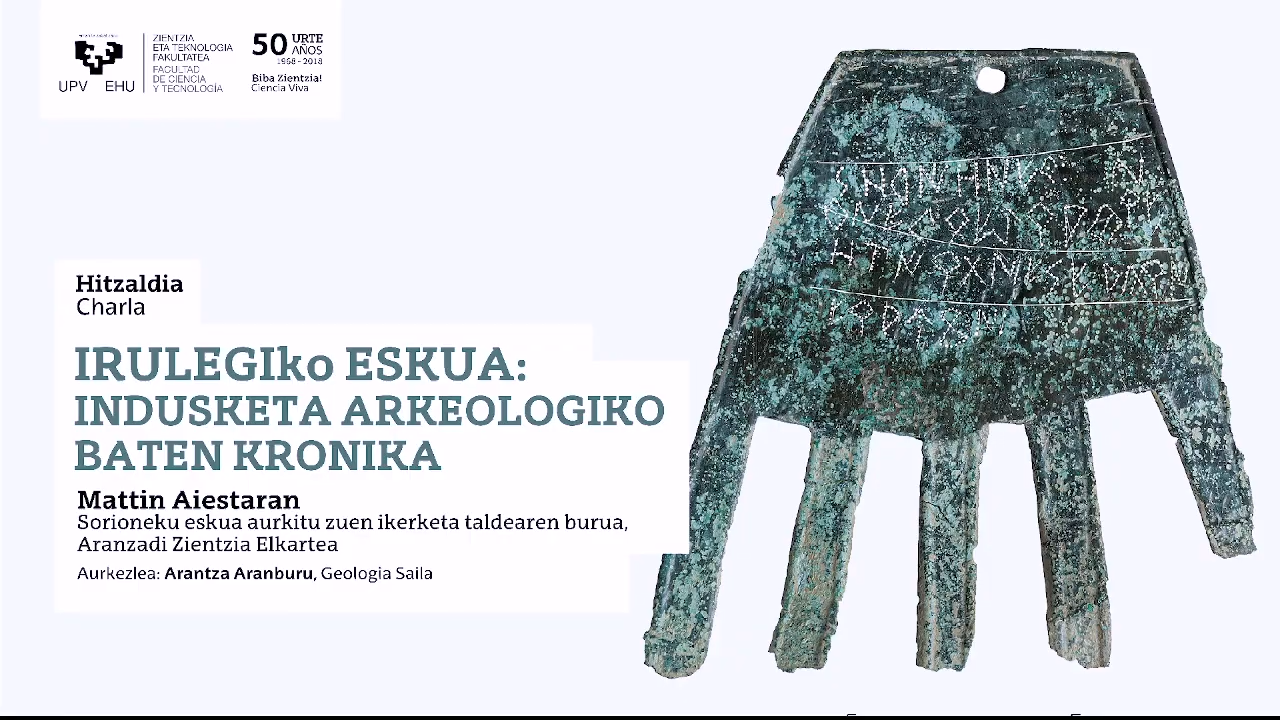 UPV EHU
ZIENTZIA
ETA TEKNOLOGIA
FAKULTATEA
FACULTAD
DE CIENCIA
Y TECNOLOGÍA
50 URTE
AÑOS
1968 - 2018
Biba Zientzia!
Ciencia Viva
Hitzaldia
Charla
IRULEGIko ESKUA:
INDUSKETA ARKEOLOGIKO
BATEN KRONIKA
Mattin Aiestaran
Sorioneku eskua aurkitu zuen ikerketa taldearen burua,
Aranzadi Zientzia Elkartea
Aurkezlea: Arantza Aranburu, Geologia Saila